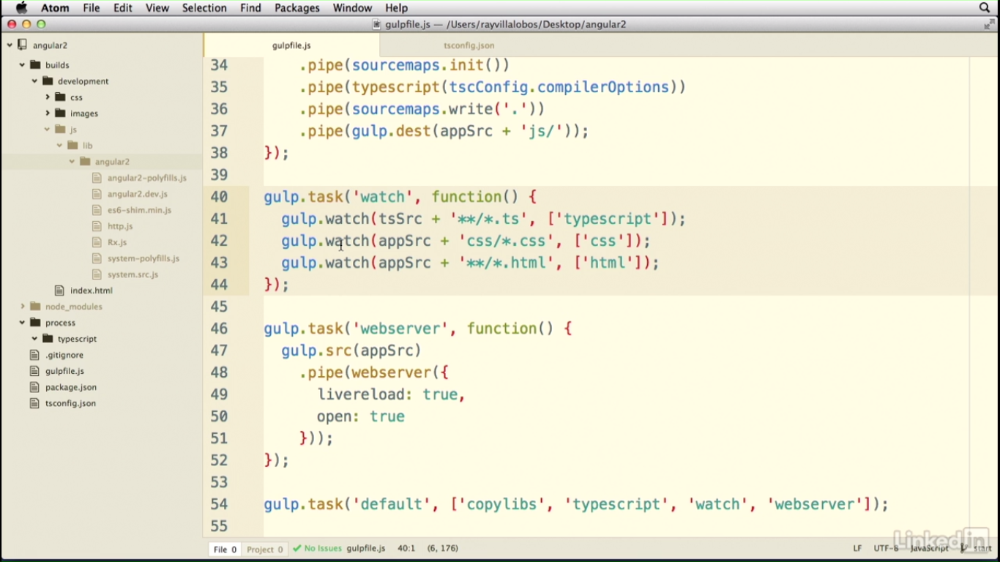 Atom File Edit View Selection Find Packages Window Help
gulpfile.js — /Users/rayvillalobos/Desktop/angular2
angular2
builds
development
css
images
js
lib
angular2
angular2-polyfills.js
angular2.dev.js
es6-shim.min.js
http.js
Rx.js
system-polyfills.js
system.src.js
index.html
node_modules
process
typescript
.gitignore
gulpfile.js
package.json
tsconfig.json
gulpfile.js tsconfig.json
34 .pipe(sourcemaps.init())
35 .pipe(typescript(tscConfig.compilerOptions))
36 .pipe(sourcemaps.write('.'))
37 .pipe(gulp.dest(appSrc + 'js/'));
38 });
39
40 gulp.task('watch', function() {
41 gulp.watch(tsSrc + '**/*.ts', ['typescript']);
42 gulp.watch(appSrc + 'css/*.css', ['css']);
43 gulp.watch(appSrc + '**/*.html', ['html']);
44 });
45
46 gulp.task('webserver', function() {
47 gulp.src(appSrc)
48 .pipe(webserver({
49 livereload: true,
50 open: true
51 }));
52 });
53
54 gulp.task('default', ['copylibs', 'typescript', 'watch', 'webserver']);
55
File 0 Project 0 No Issues gulpfile.js 40:1 (6, 176) LF UTF-8 JavaScript start
Linked in